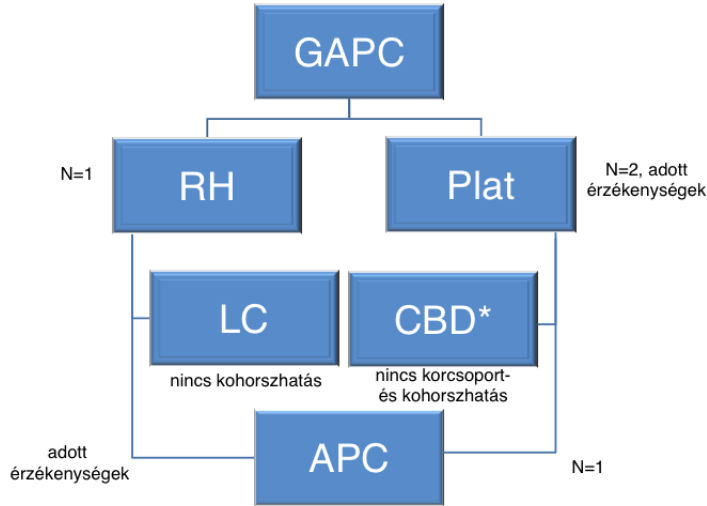 GAPC
N=1
RH
Plat
N=2, adott
érzékenységek
LC
CBD*
nincs kohorszhatás
nincs korcsoport-
és kohorszhatás
adott
érzékenységek
APC
N=1